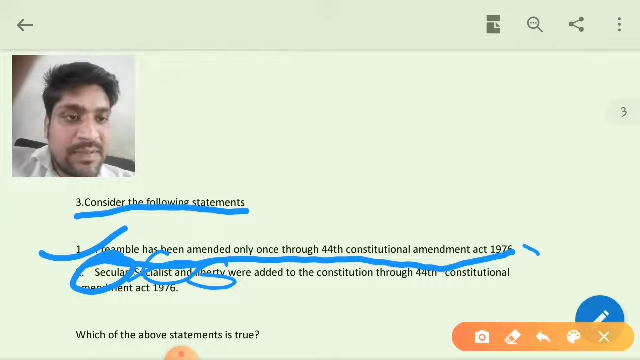 3
3.Consider the following statements
1. Preamble has been amended only once through 44th constitutional amendment act 1976
2. Secular Socialist and liberty were added to the constitution through 44th constitutional
amendment act 1976.
Which of the above statements is true?